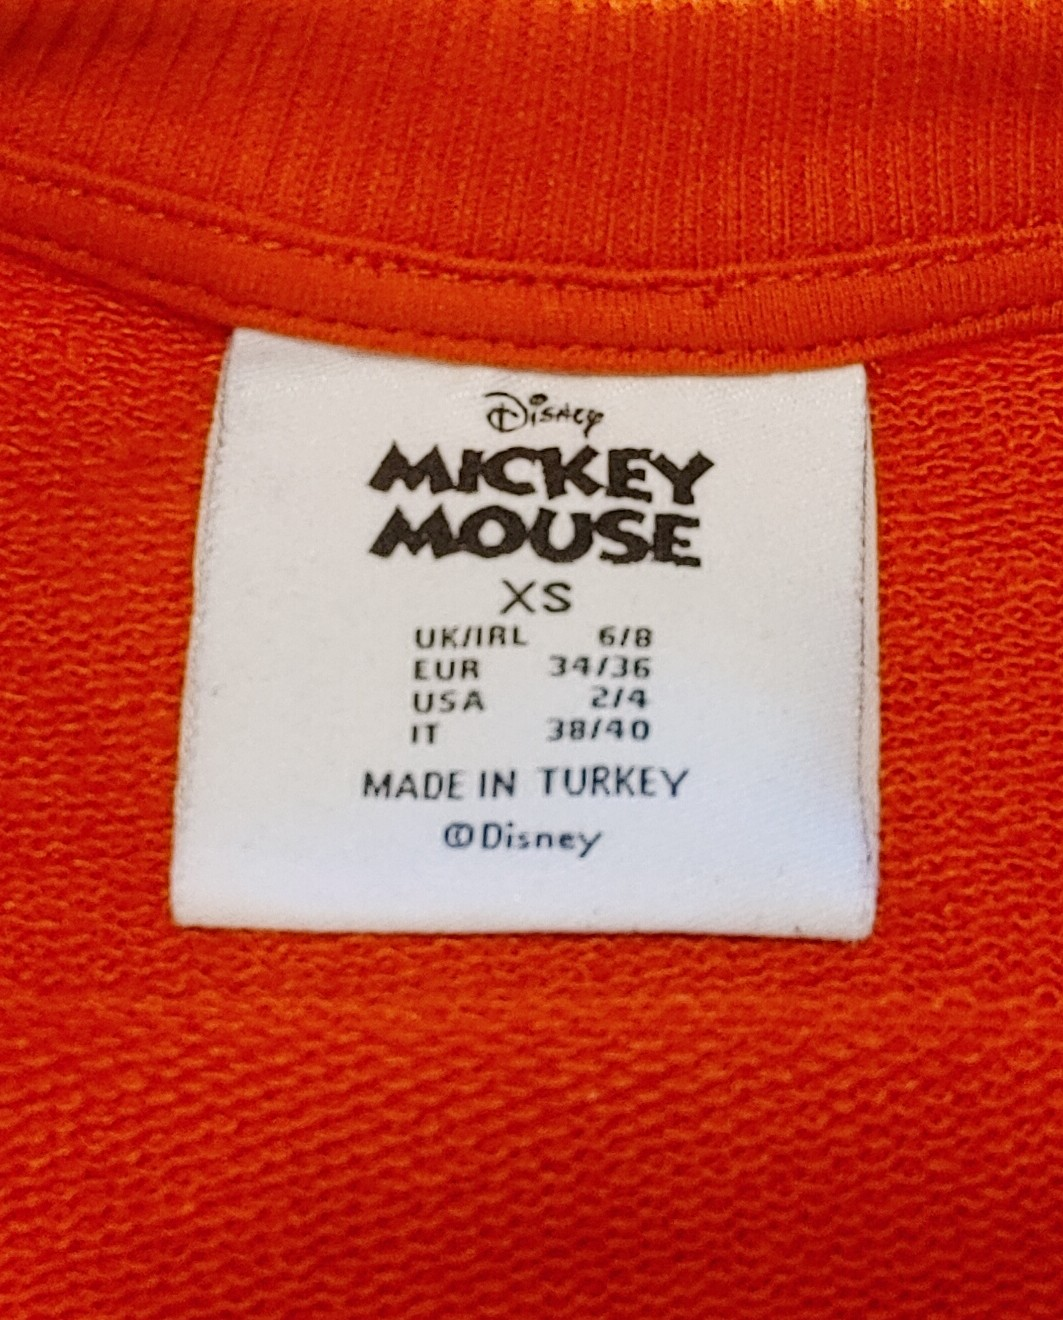 Disney
MICKEY
MOUSE
XS
UK/IRL 6/8
EUR 34/36
USA 2/4
IT 38/40
MADE IN TURKEY
©Disney